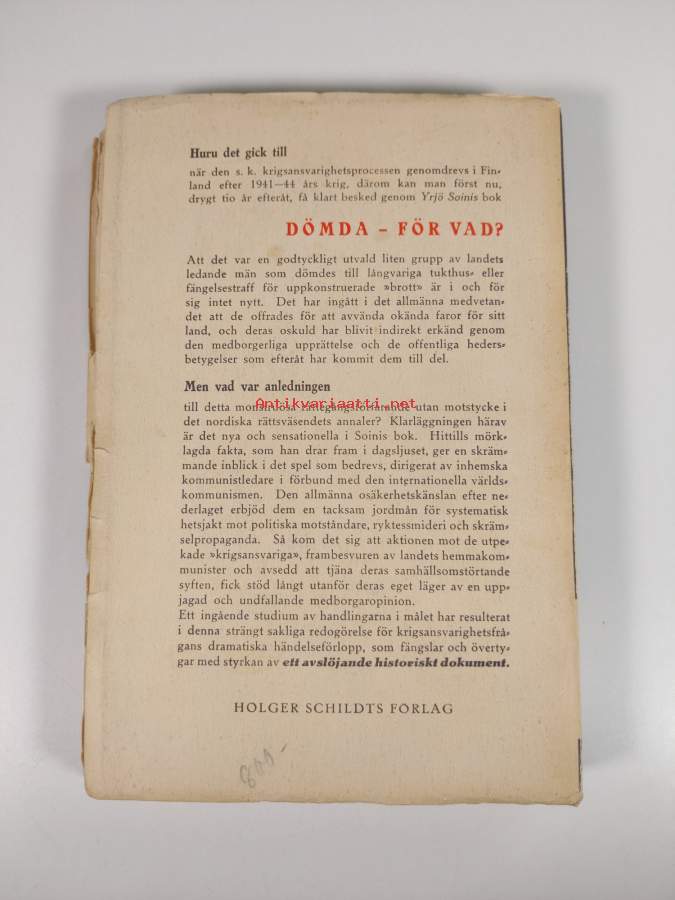 Huru det gick till
när den s. k. krigsansvarighetsprocessen genomdrevs i Fin-
land efter 1941—44 års krig, därom kan man först nu,
drygt tio år efteråt, få klart besked genom Yrjö Soinis bok
DÖMDA – FÖR VAD?
Att det var en godtyckligt utvald liten grupp av landets
ledande män som dömdes till långvariga tukthus- eller
fängelsestraff för uppkonstruerade »brott» är i och för
sig intet nytt. Det har ingått i det allmänna medvetan-
det att de offrades för att avvända okända faror för sitt
land, och deras oskuld har blivit indirekt erkänd genom
den medborgerliga upprättelse och de offentliga heders-
betygelser som efteråt har kommit dem till del.
Men vad var anledningen
Antikvariaatti.net
till detta monstruösa rättegångsförfarande utan motstycke i
det nordiska rättsväsendets annaler? Klarläggningen härav
är det nya och sensationella i Soinis bok. Hittills mörk-
lagda fakta, som han drar fram i dagsljuset, ger en skräm-
mande inblick i det spel som bedrevs, dirigerat av inhemska
kommunistledare i förbund med den internationella världs-
kommunismen. Den allmänna osäkerhetskänslan efter ne-
derlaget erbjöd dem en tacksam jordmån för systematisk
hetsjakt mot politiska motståndare, ryktessmideri och skräm-
selpropaganda. Så kom det sig att aktionen mot de utpe-
kade »krigsansvariga», frambesvuren av landets hemmakom-
munister och avsedd att tjäna deras samhällsomstörtande
syften, fick stöd långt utanför deras eget läger av en upp-
jagad och undfallande medborgaropinion.
Ett ingående studium av handlingarna i målet har resulterat
i denna strängt sakliga redogörelse för krigsansvarighetsfrå-
gans dramatiska händelseförlopp, som fängslar och överty-
gar med styrkan av ett avslöjande historiskt dokument.
HOLGER SCHILDTS FÖRLAG
800-